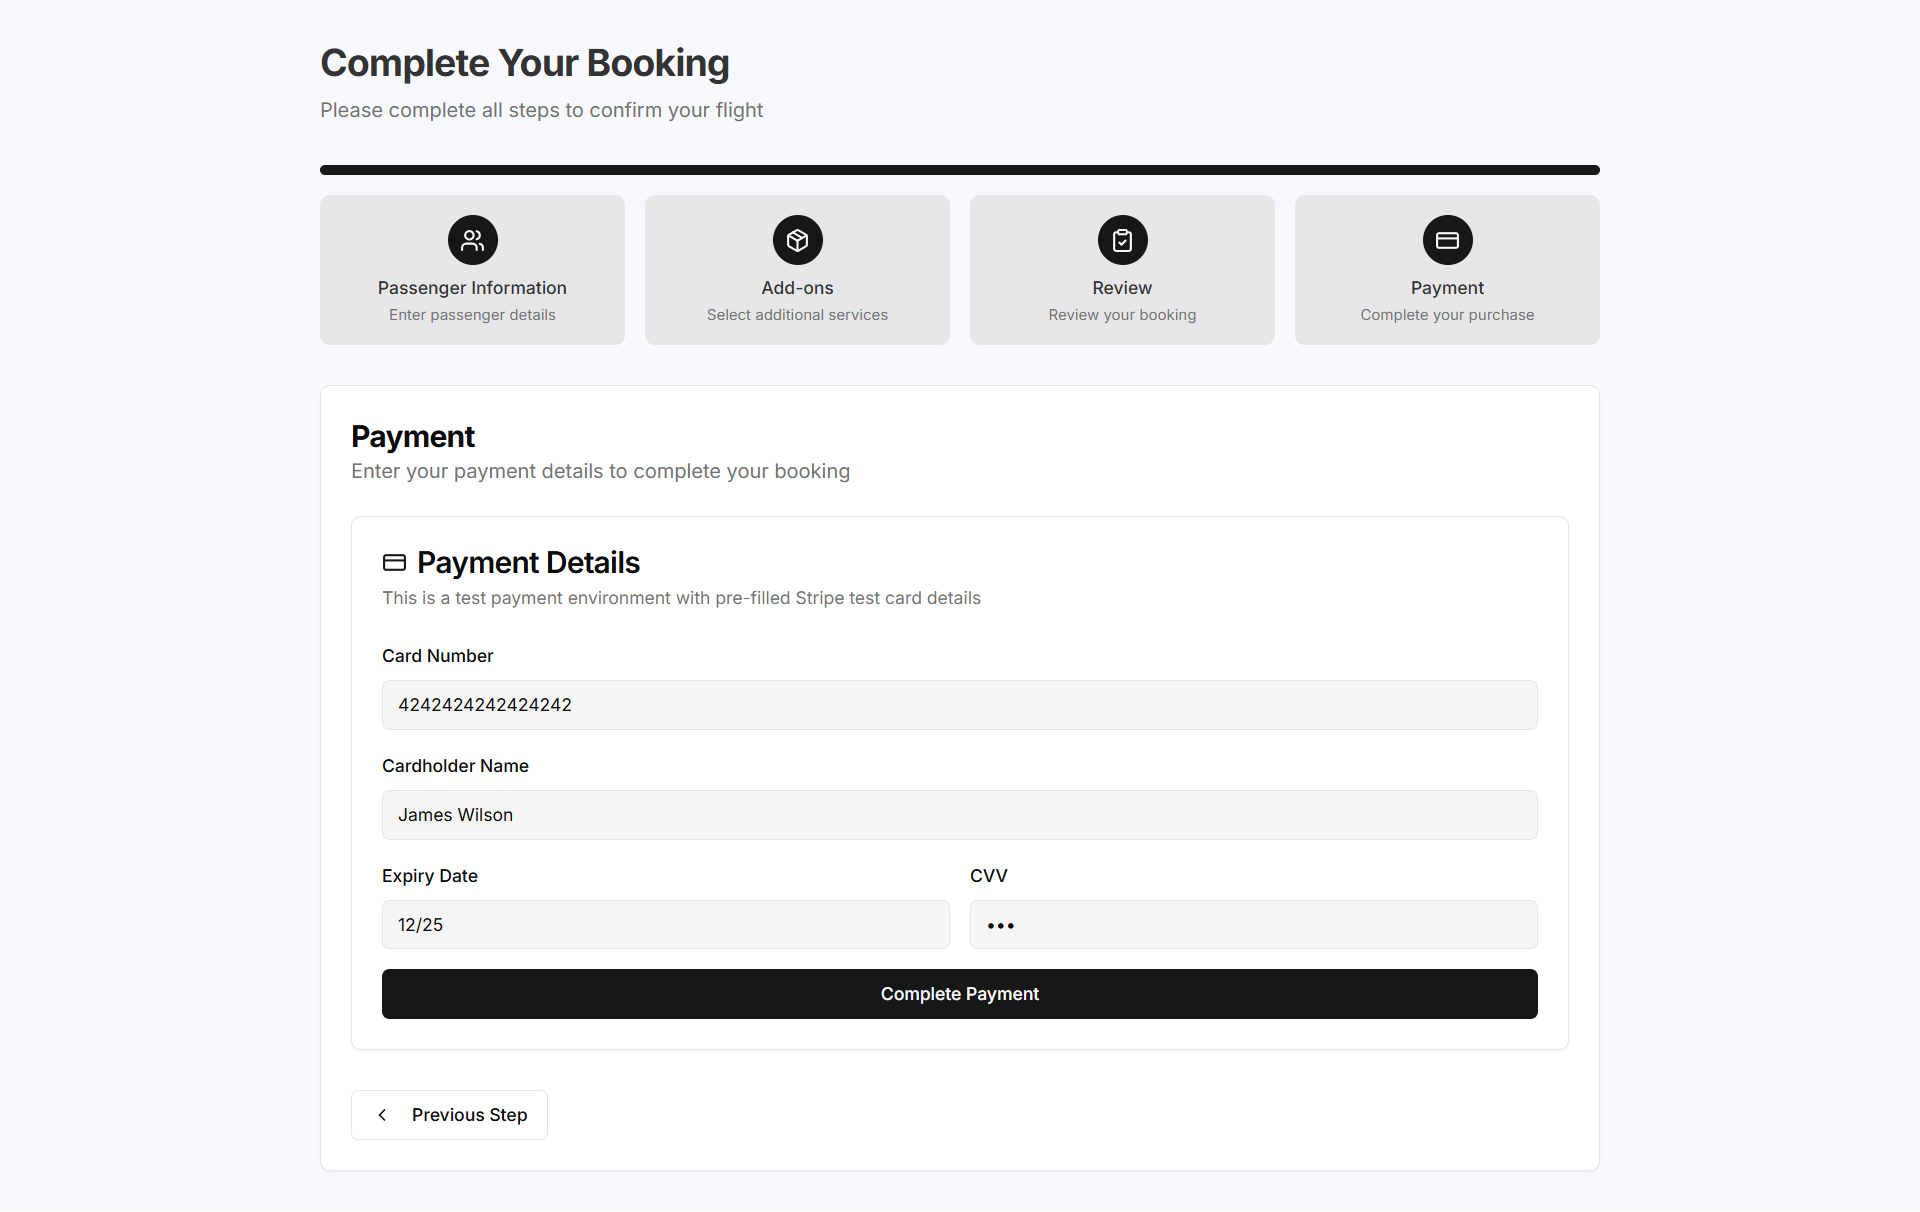 Complete Your Booking
Please complete all steps to confirm your flight
Passenger Information
Enter passenger details
Add-ons
Select additional services
Review
Review your booking
Payment
Complete your purchase
Payment
Enter your payment details to complete your booking
Payment Details
This is a test payment environment with pre-filled Stripe test card details
Card Number
4242424242424242
Cardholder Name
James Wilson
Expiry Date
CVV
12/25
•••
Complete Payment
Previous Step